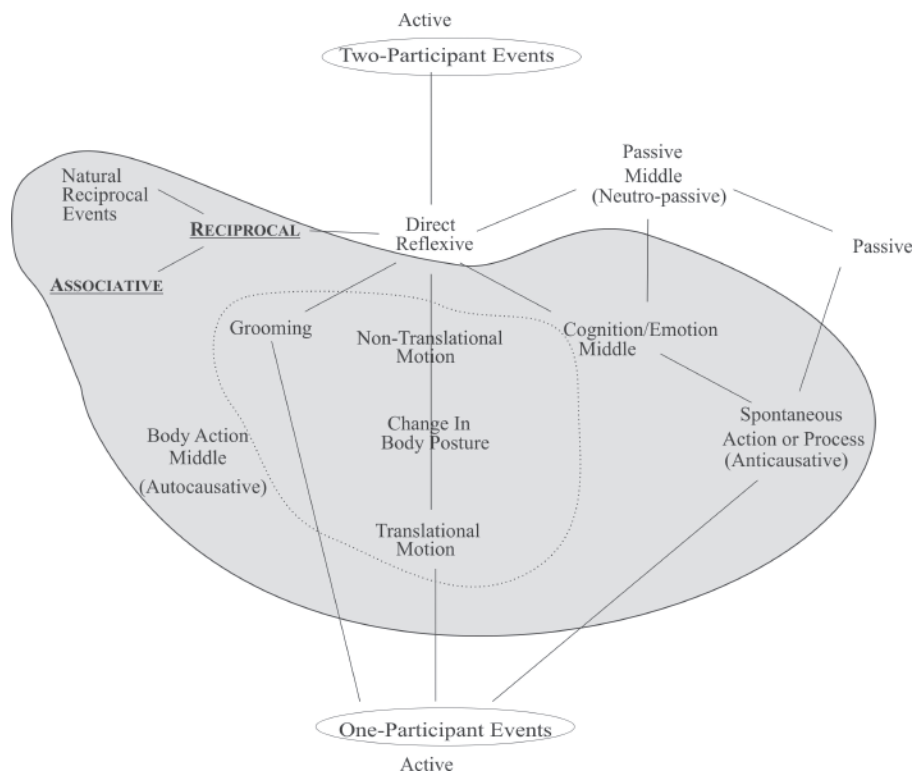 Active
Two-Participant Events
Passive
Middle
(Neutro-passive)
Natural
Reciprocal
Events
RECIPROCAL
Direct
Reflexive
Passive
ASSOCIATIVE
Grooming
Non-Translational
Motion
Cognition/Emotion
Middle
Change In
Body Posture
Spontaneous
Action or Process
(Anticausative)
Body Action
Middle
(Autocausative)
Translational
Motion
One-Participant Events
Active